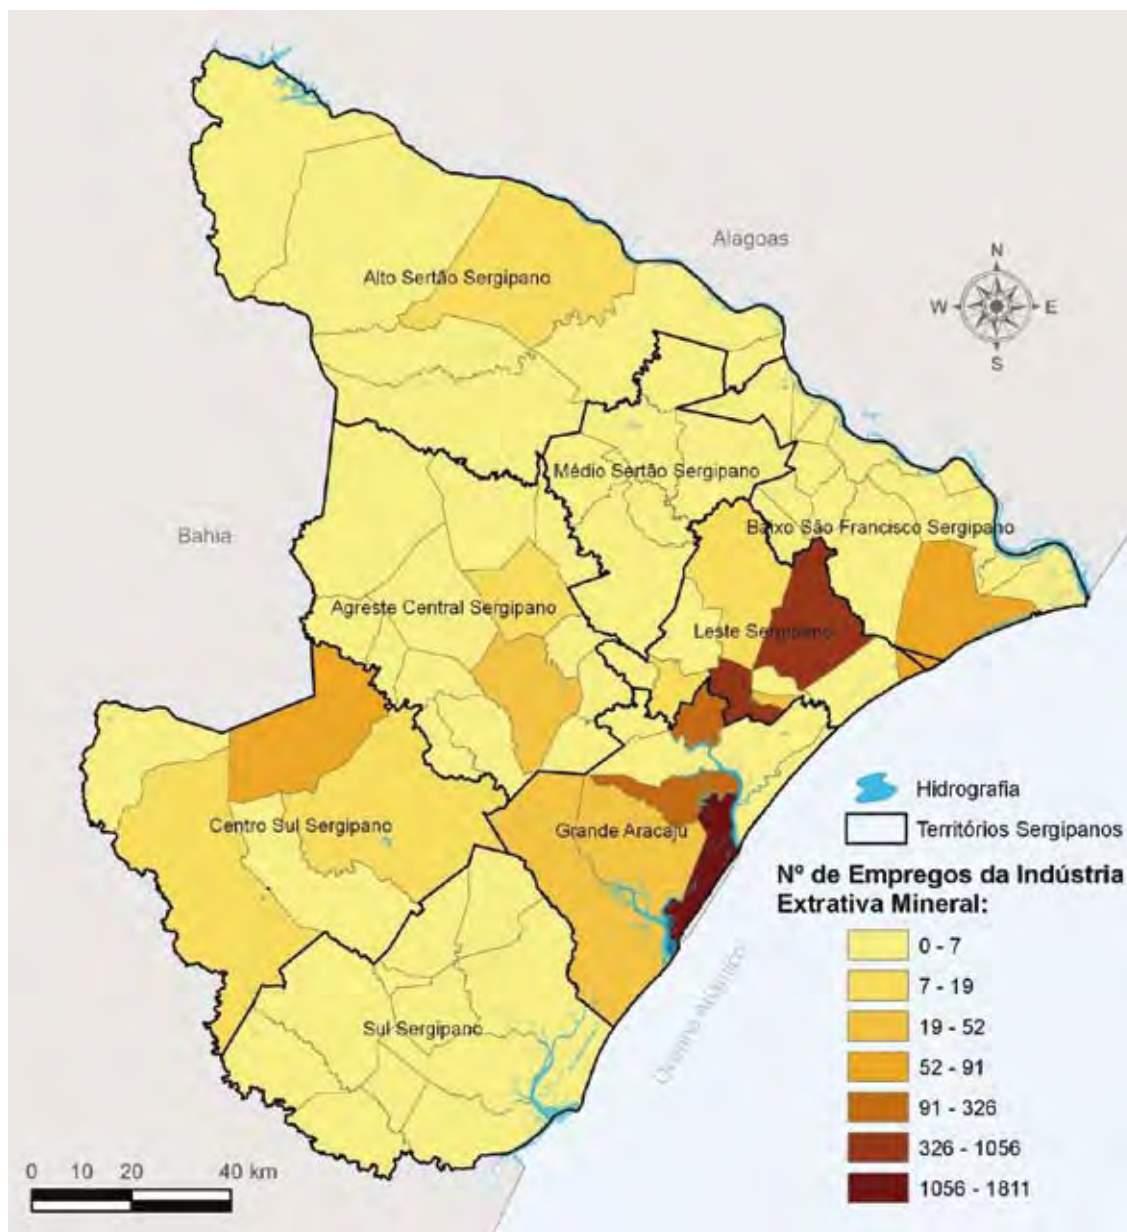 Alagoas
N
W
E
S
Alto Sertão Sergipano
Médio Sertão Sergipano
Bahia
Baixo São Francisco Sergipano
Agreste Central Sergipano
Leste Sergipano
Hidrografia
Centro Sul Sergipano
Grande Aracaju
Territórios Sergipanos
Nº de Empregos da Indústria
Extrativa Mineral:
0 - 7
7 - 19
Oceano Atlântico
Sul Sergipano
19 - 52
52 - 91
91 - 326
326 - 1056
1056 - 1811
0 10 20 40 km